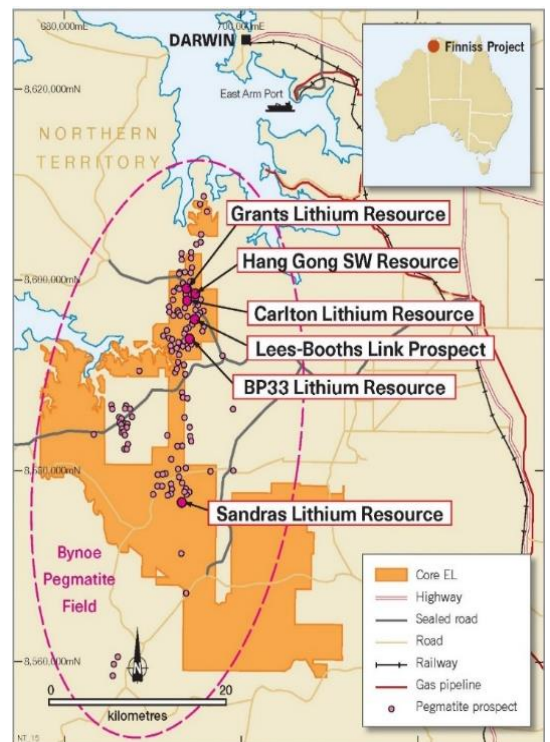 680,000mE
700,000mE
DARWIN
Finniss Project
8,620,000mN
East Arm Port
NORTHERN
TERRITORY
Grants Lithium Resource
Hang Gong SW Resource
8,600,000mN
Carlton Lithium Resource
Lees-Booths Link Prospect
BP33 Lithium Resource
8,580,000mN
Sandras Lithium Resource
Bynoe
Pegmatite
Field
8,560,000mN
N
0 20
kilometres
NT_15
Core EL
Highway
Sealed road
Road
Railway
Gas pipeline
Pegmatite prospect